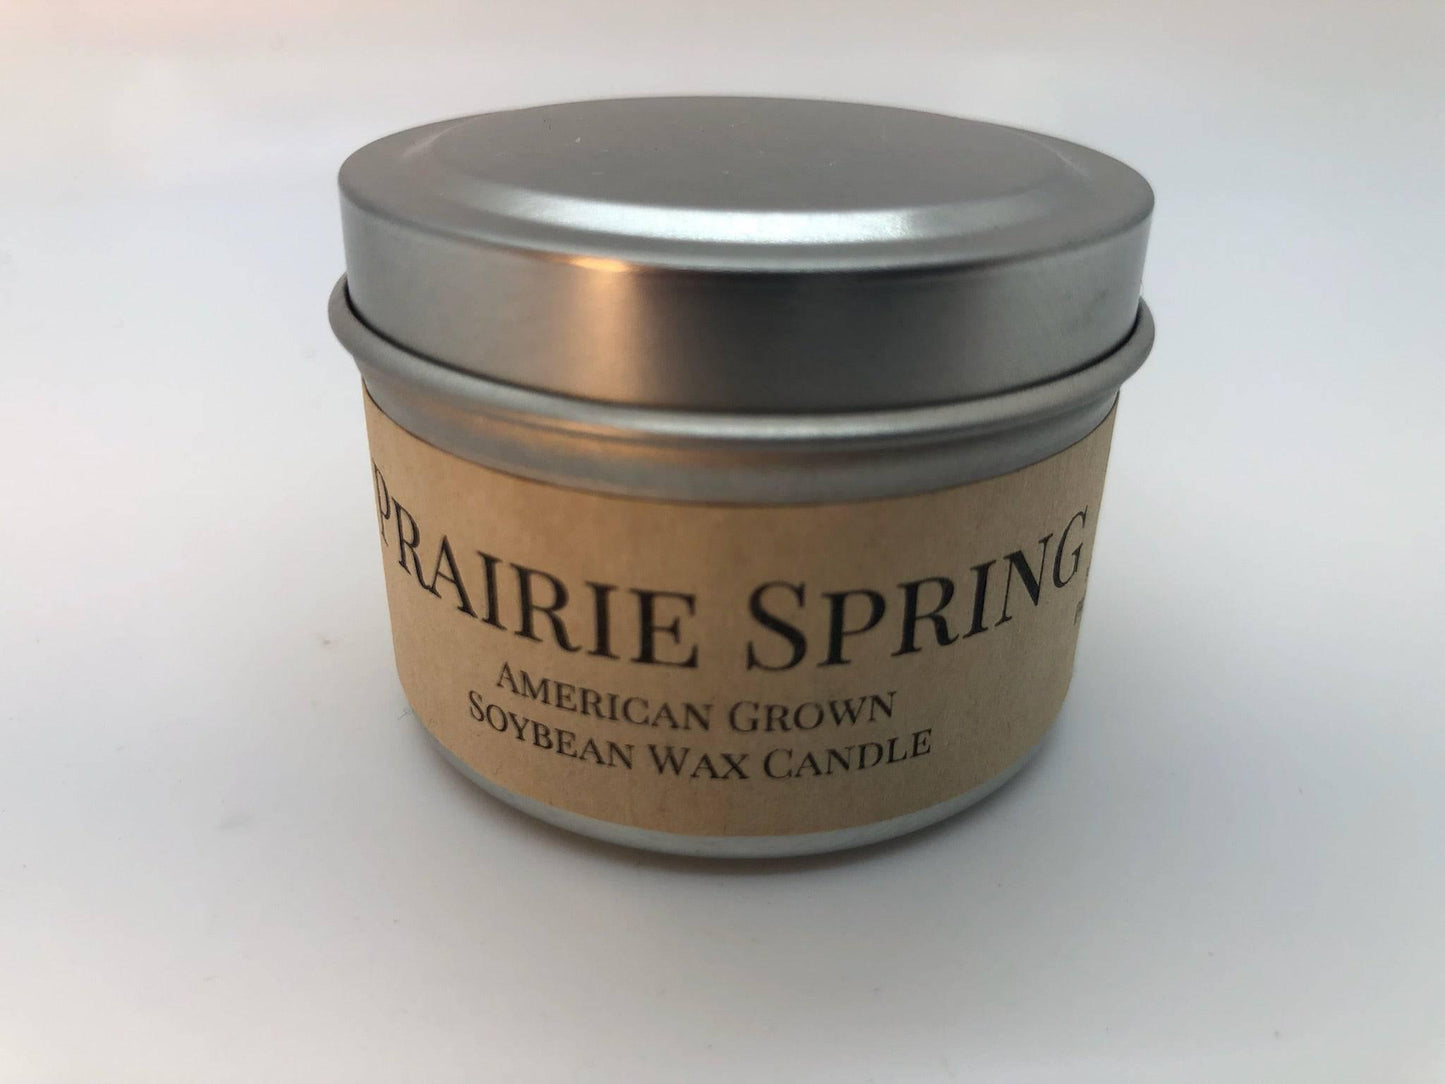 PRAIRIE SPRING
AMERICAN GROWN
SOYBEAN WAX CANDLE